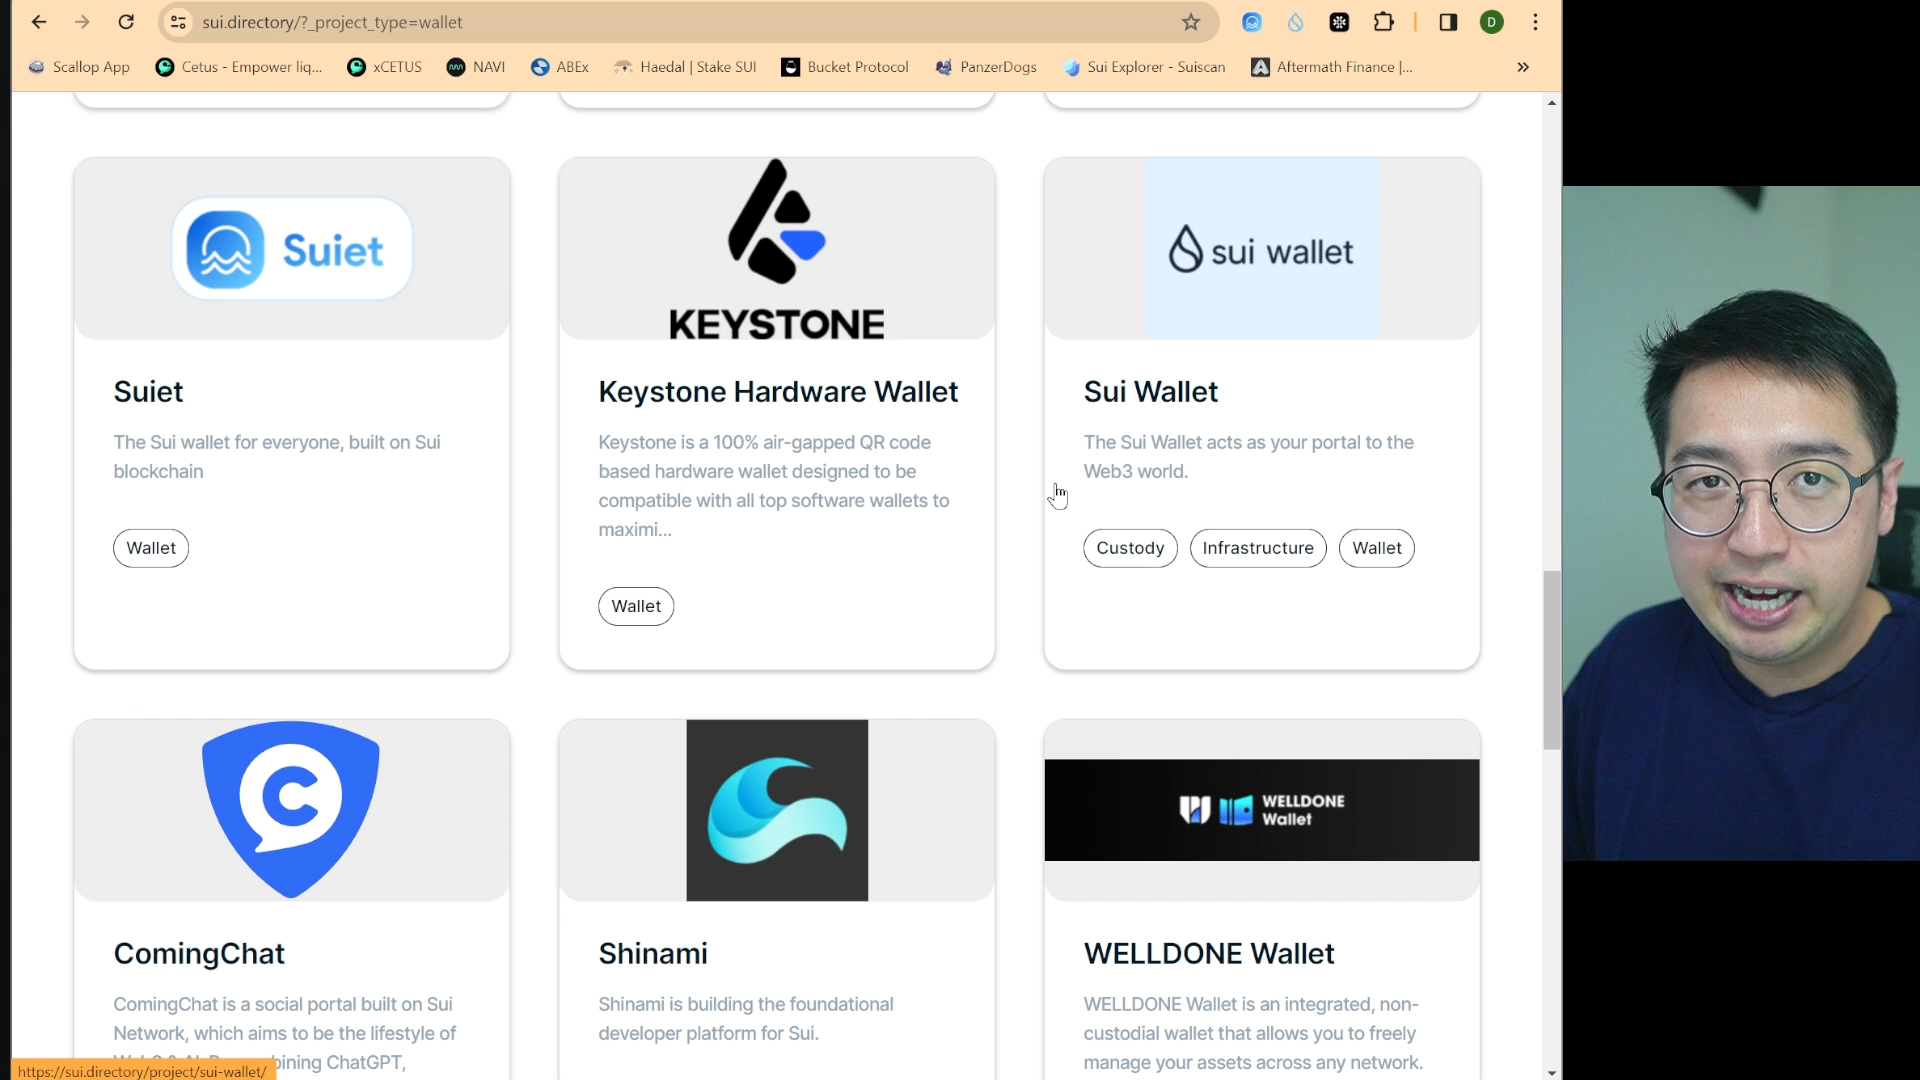 sui.directory/?_project_type=wallet
D
Scallop App
Cetus - Empower liq...
xCETUS
NAVI
ABEx
Haedal | Stake SUI
Bucket Protocol
PanzerDogs
Sui Explorer - Suiscan
Aftermath Finance |...
»
Suiet
KEYSTONE
sui wallet
Suiet
The Sui wallet for everyone, built on Sui
blockchain
Wallet
Keystone Hardware Wallet
Keystone is a 100% air-gapped QR code
based hardware wallet designed to be
compatible with all top software wallets to
maximi...
Wallet
Sui Wallet
The Sui Wallet acts as your portal to the
Web3 world.
Custody
Infrastructure
Wallet
WELLDONE
Wallet
ComingChat
ComingChat is a social portal built on Sui
Network, which aims to be the lifestyle of
ChatGPT,
Shinami
Shinami is building the foundational
developer platform for Sui.
WELLDONE Wallet
WELLDONE Wallet is an integrated, non-
custodial wallet that allows you to freely
manage your assets across any network.
https://sui.directory/project/sui-wallet/